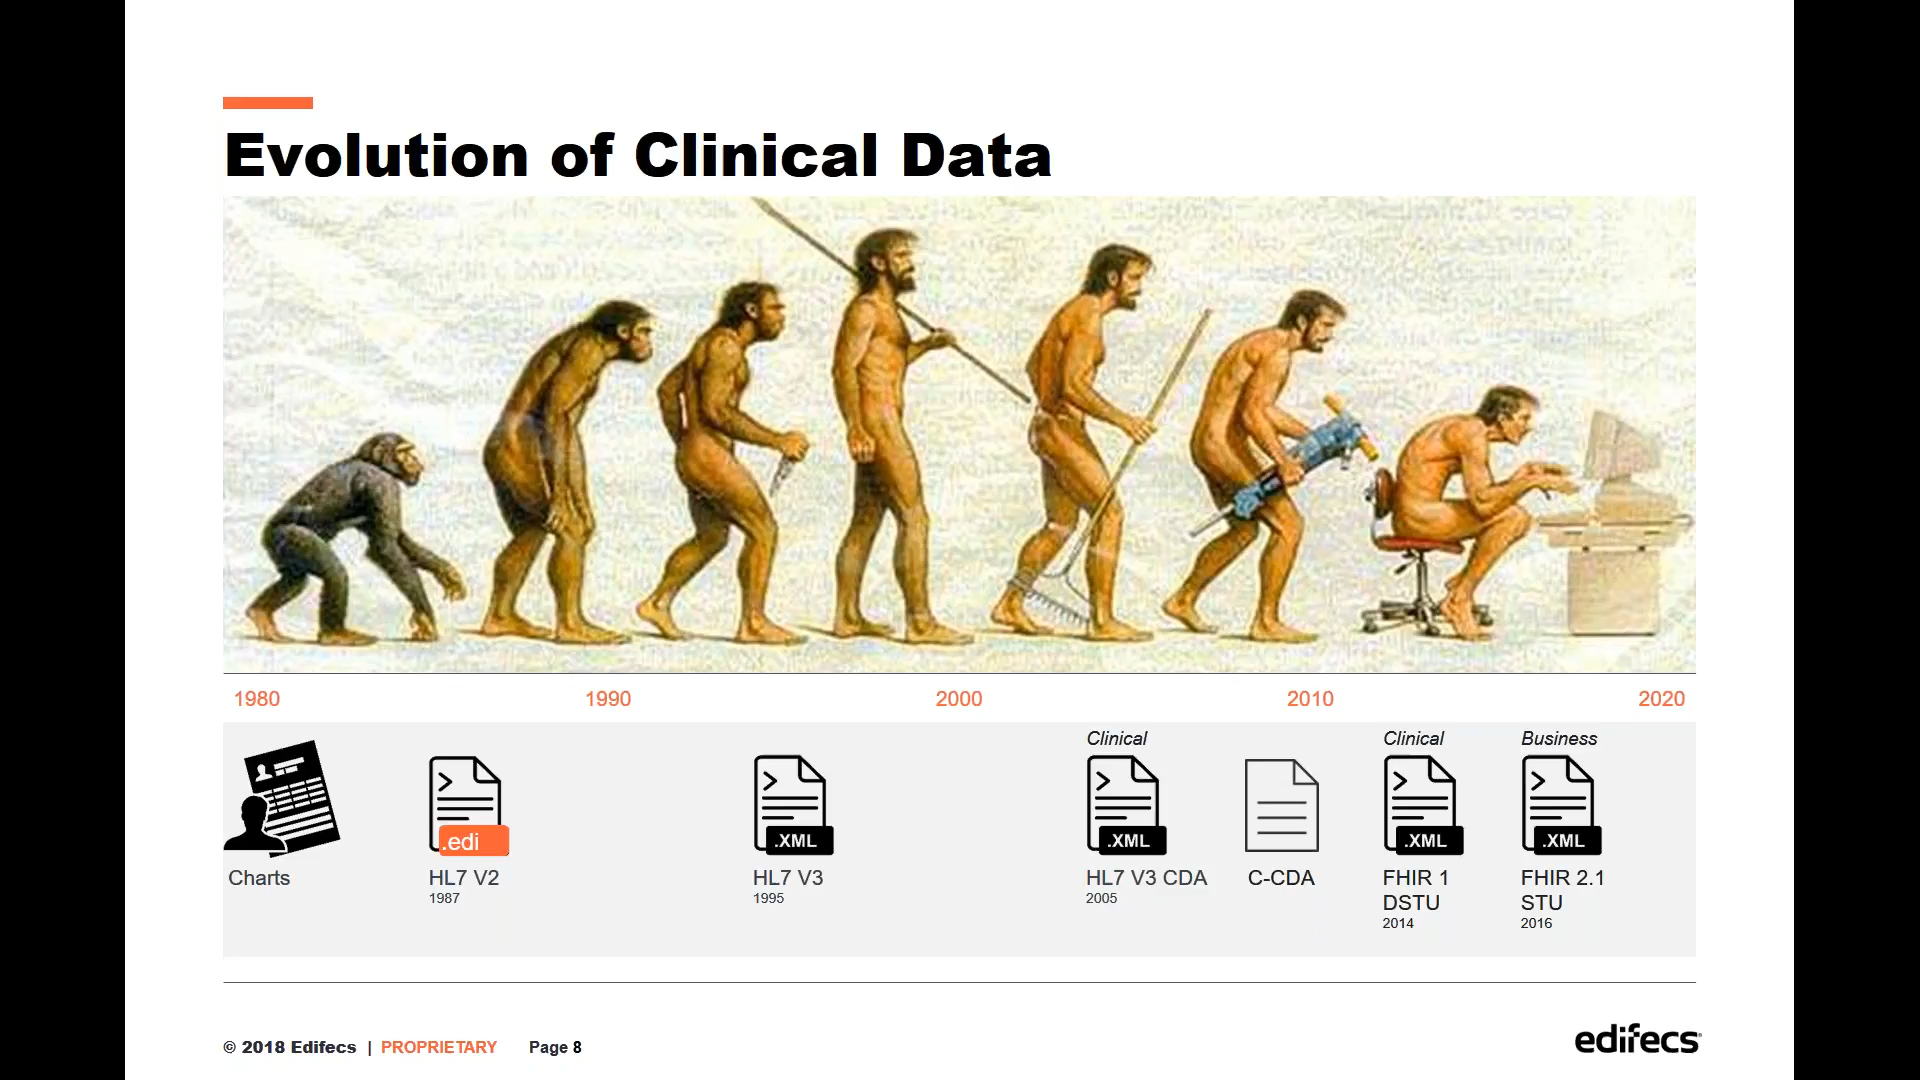 Evolution of Clinical Data
1980 1990 2000 2010 2020
Clinical Clinical Business
.edi .XML .XML .XML .XML
Charts HL7 V2 HL7 V3 HL7 V3 CDA C-CDA FHIR 1 FHIR 2.1
DSTU STU
1987 1995 2005
2014 2016
© 2018 Edifecs | PROPRIETARY Page 8
edifecs